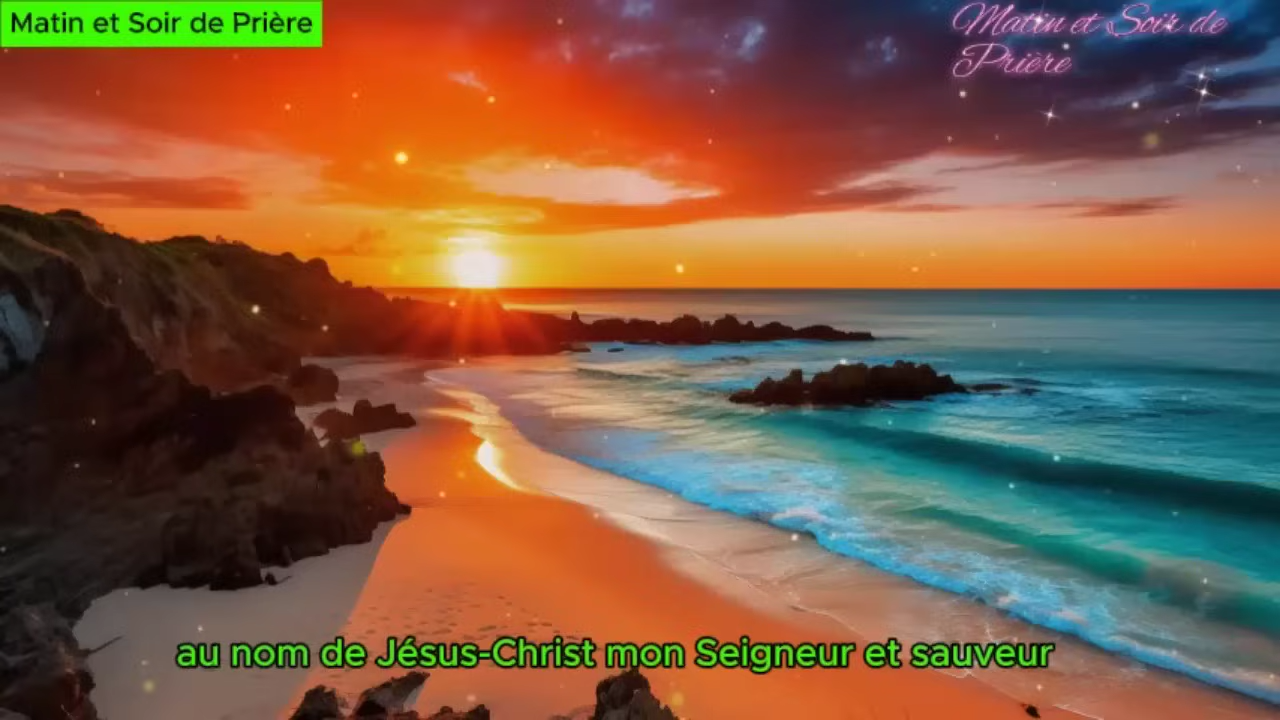 Matin et Soir de Prière
Matin et Soir de
Prière
au nom de Jésus-Christ mon Seigneur et sauveur